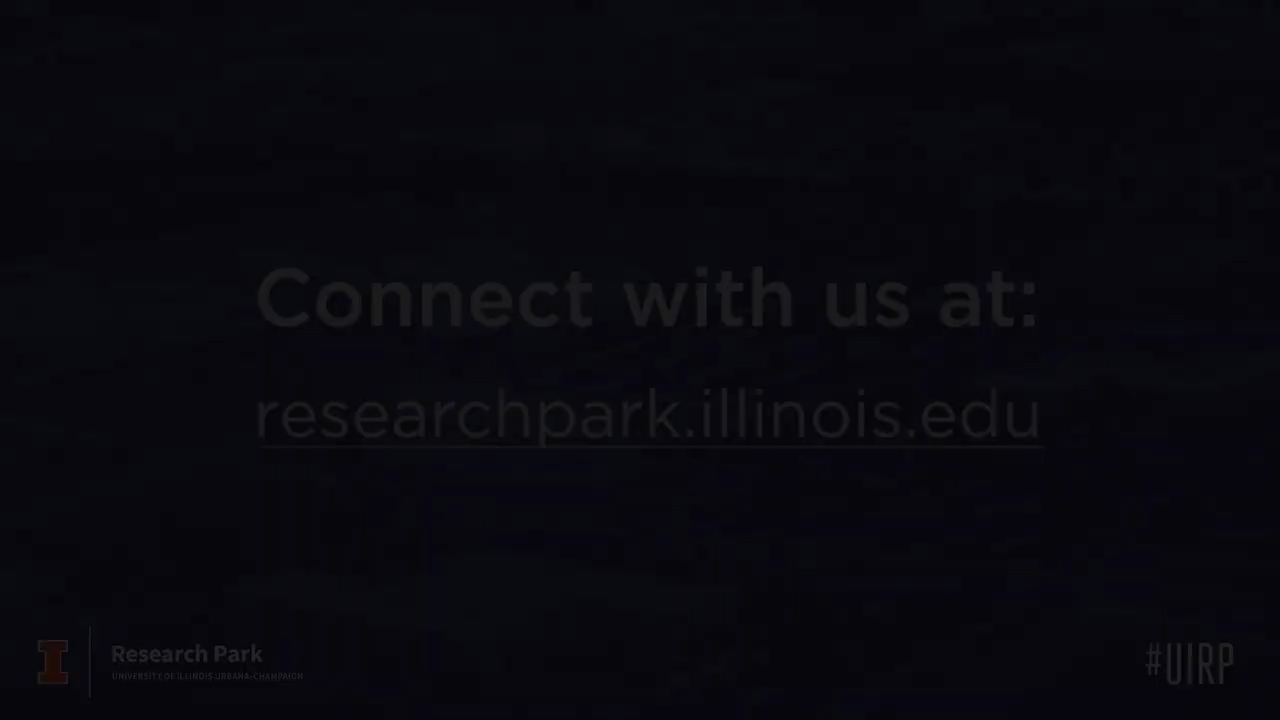 Connect with us at:
researchpark.illinois.edu
Research Park
UNIVERSITY OF ILLINOIS URBANA-CHAMPAIGN
#UIRP